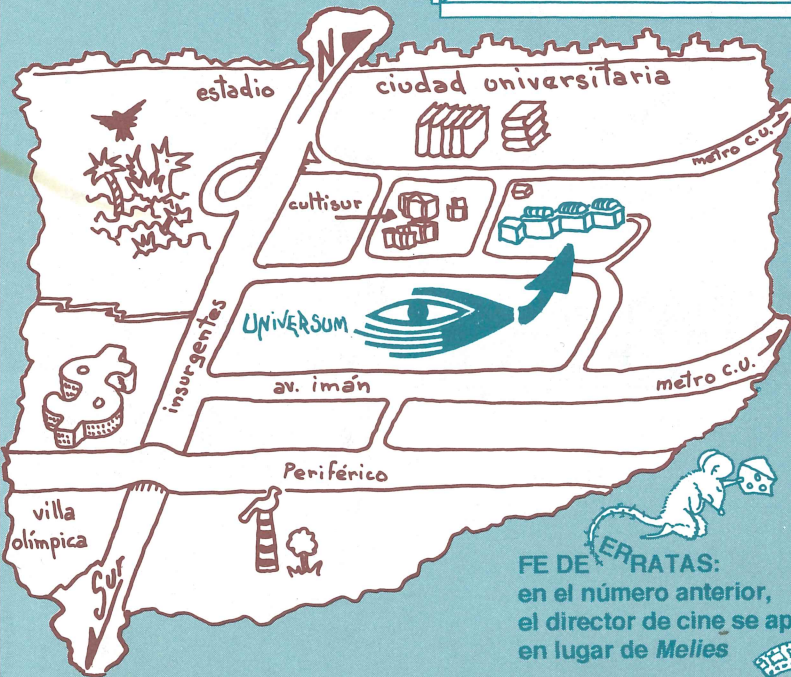 N
estadio
ciudad universitaria
metro C.U.
cultisur
UNIVERSUM
insurgentes
av. imán
metro C.U.
Periférico
villa
olímpica
Sur
FE DE ERRATAS:
en el número anterior,
el director de cine se
en lugar de Melies